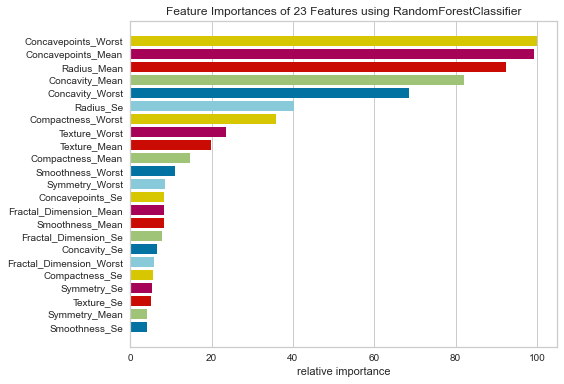 Feature Importances of 23 Features using RandomForestClassifier
Concavepoints_Worst
Concavepoints_Mean
Radius_Mean
Concavity_Mean
Concavity_Worst
Radius_Se
Compactness_Worst
Texture_Worst
Texture_Mean
Compactness_Mean
Smoothness_Worst
Symmetry_Worst
Concavepoints_Se
Fractal_Dimension_Mean
Smoothness_Mean
Fractal_Dimension_Se
Concavity_Se
Fractal_Dimension_Worst
Compactness_Se
Symmetry_Se
Texture_Se
Symmetry_Mean
Smoothness_Se
0 20 40 60 80 100
relative importance